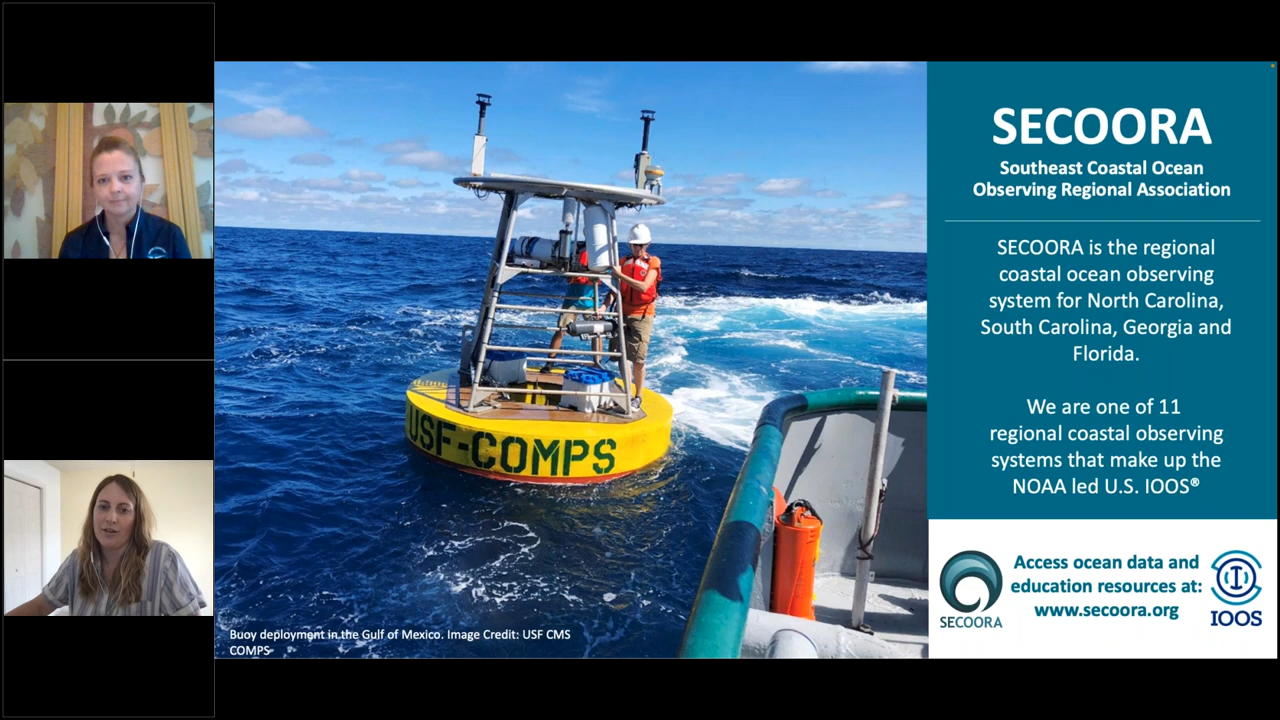 USF-COMPS
Buoy deployment in the Gulf of Mexico. Image Credit: USF CMS
COMPS
SECOORA
Southeast Coastal Ocean
Observing Regional Association
SECOORA is the regional
coastal ocean observing
system for North Carolina,
South Carolina, Georgia and
Florida.
We are one of 11
regional coastal observing
systems that make up the
NOAA led U.S. IOOS®
SECOORA
Access ocean data and
education resources at:
www.secoora.org
IOOS